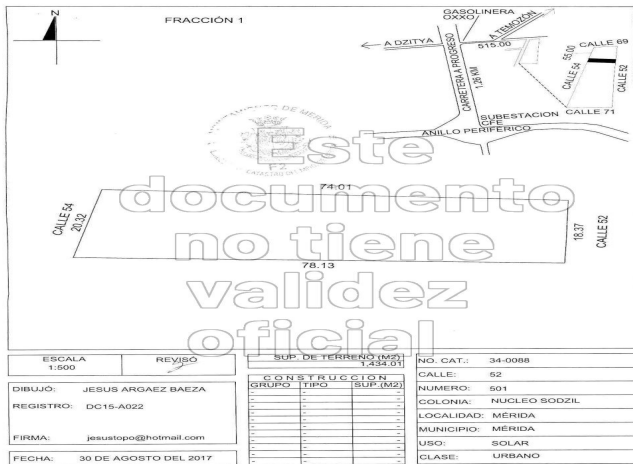 N
FRACCIÓN 1
GASOLINERA
OXXO
A DZITYÁ
A TEMOZÓN
515.00
CARRETERA A PROGRESO
1.26 KM
55.00
CALLE 69
CALLE 54
CALLE 52
CALLE 71
SUBESTACION
CFE
ANILLO PERIFERICO
Este
documento
no tiene
validez
oficial
74.01
CALLE 54
20.32
18.37
CALLE 52
78.13
ESCALA
1:500
REVISÓ
DIBUJÓ: JESUS ARGAEZ BAEZA
REGISTRO: DC15-A022
FIRMA: jesustopo@hotmail.com
FECHA: 30 DE AGOSTO DEL 2017
SUP. DE TERRENO (M2)
1,434.01
CONSTRUCCION
GRUPO TIPO SUP.(M2)
NO. CAT.: 34-0088
CALLE: 52
NUMERO: 501
COLONIA: NUCLEO SODZIL
LOCALIDAD: MÉRIDA
MUNICIPIO: MÉRIDA
USO: SOLAR
CLASE: URBANO